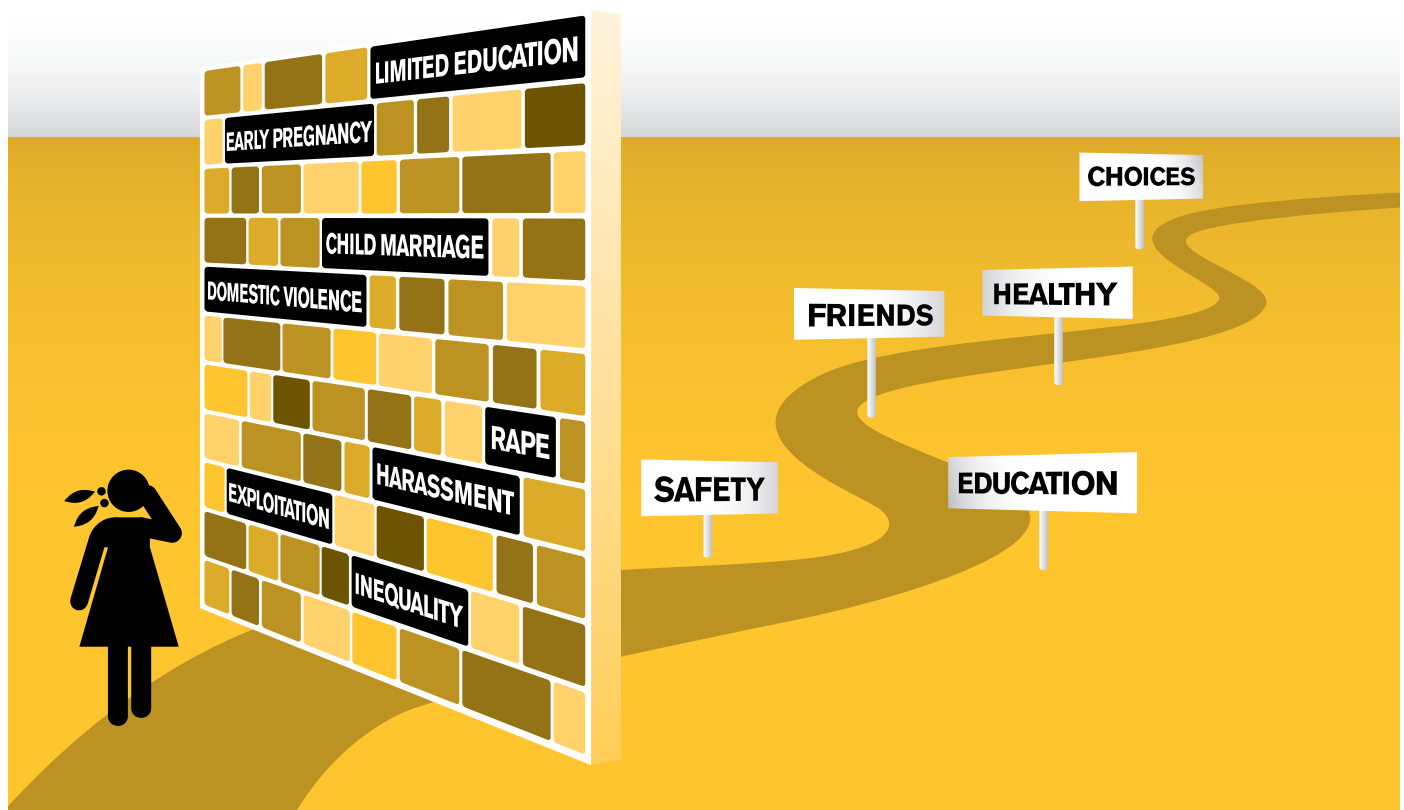 LIMITED EDUCATION
EARLY PREGNANCY
CHILD MARRIAGE
DOMESTIC VIOLENCE
RAPE
HARASSMENT
EXPLOITATION
INEQUALITY
CHOICES
HEALTHY
FRIENDS
SAFETY
EDUCATION